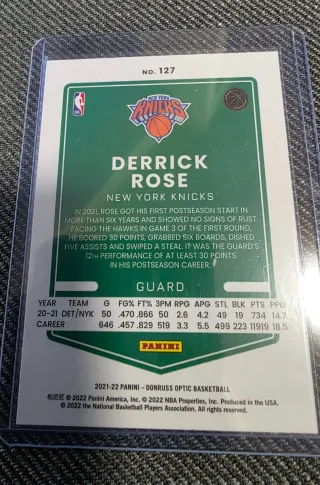 NO. 127
NEW YORK
KNICKS
DERRICK
ROSE
NEW YORK KNICKS
IN 2021, ROSE GOT HIS FIRST POSTSEASON START IN
MORE THAN SIX YEARS AND SHOWED NO SIGNS OF RUST.
FACING THE HAWKS IN GAME 3 OF THE FIRST ROUND,
HE SCORED 30 POINTS, GRABBED SIX BOARDS, DISHED
FIVE ASSISTS AND SWIPED A STEAL. IT WAS THE GUARD'S
12TH PERFORMANCE OF AT LEAST 30 POINTS
IN HIS POSTSEASON CAREER.
GUARD
YEAR TEAM G FG% FT% 3PM RPG APG STL BLK PTS PPG
20-21 DET/NYK 50 .470 .866 50 2.6 4.2 49 19 734 14.7
CAREER 646 .457 .829 519 3.3 5.5 499 223 11919 18.5
PANINI
2021-22 PANINI – DONRUSS OPTIC BASKETBALL
© 2022 Panini America, Inc. © 2022 NBA Properties, Inc. Produced in the USA.
© 2022 the National Basketball Players Association. All rights reserved.